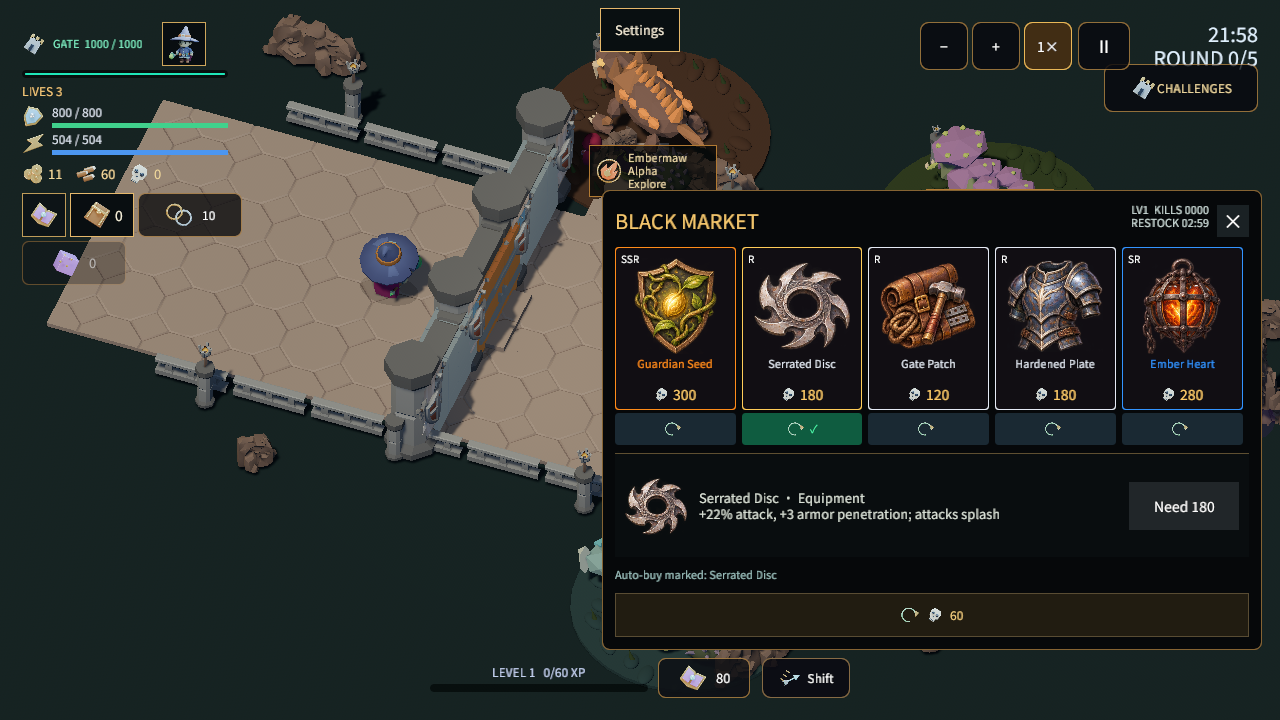 GATE 1000 / 1000
LIVES 3
800 / 800
504 / 504
11
60
0
0
10
0
Settings
−
+
1×
21:58
ROUND 0/5
CHALLENGES
Embermaw
Alpha
Explore
BLACK MARKET
LV1 KILLS 0000
RESTOCK 02:59
SSR
Guardian Seed
300
R
Serrated Disc
180
R
Gate Patch
120
R
Hardened Plate
180
SR
Ember Heart
280
Serrated Disc • Equipment
+22% attack, +3 armor penetration; attacks splash
Need 180
Auto-buy marked: Serrated Disc
60
LEVEL 1 0/60 XP
80
Shift